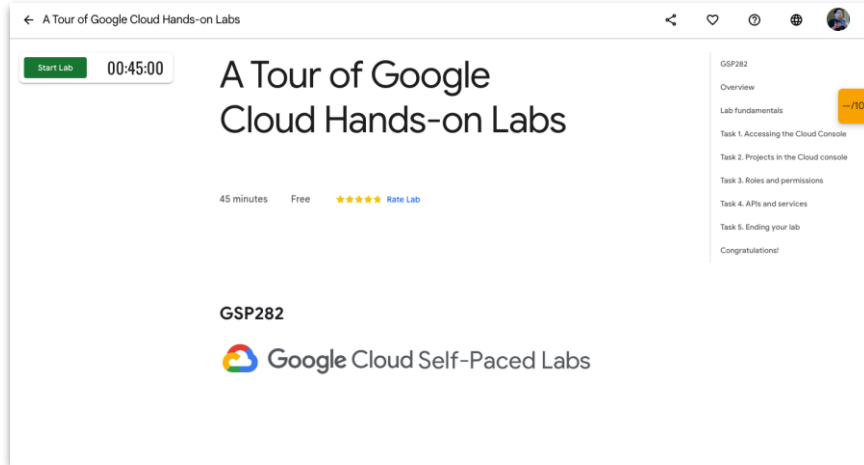 A Tour of Google Cloud Hands-on Labs
Start Lab
00:45:00
A Tour of Google
Cloud Hands-on Labs
45 minutes
Free
Rate Lab
GSP282
Google Cloud Self-Paced Labs
GSP282
Overview
Lab fundamentals
Task 1. Accessing the Cloud Console
Task 2. Projects in the Cloud console
Task 3. Roles and permissions
Task 4. APIs and services
Task 5. Ending your lab
Congratulations!
—/10